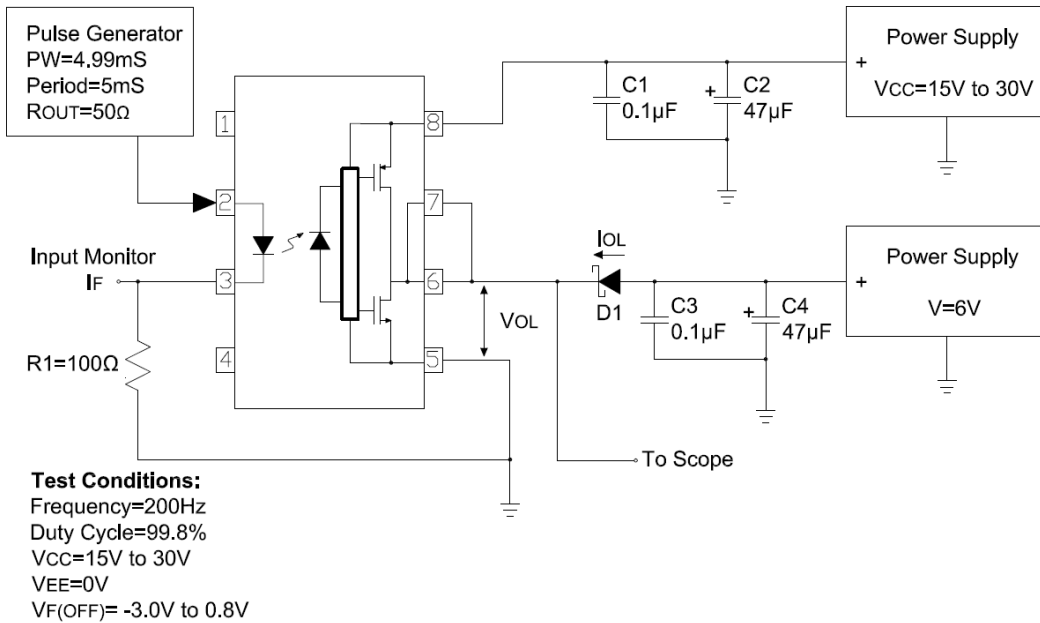 Pulse Generator
PW=4.99mS
Period=5mS
ROUT=50Ω
Power Supply
VCC=15V to 30V
+
C1
0.1µF
+
C2
47µF
1
8
2
7
Input Monitor
IF
3
6
IOL
D1
VOL
Power Supply
V=6V
+
C3
0.1µF
+
C4
47µF
R1=100Ω
4
5
To Scope
Test Conditions:
Frequency=200Hz
Duty Cycle=99.8%
VCC=15V to 30V
VEE=0V
VF(OFF)= -3.0V to 0.8V